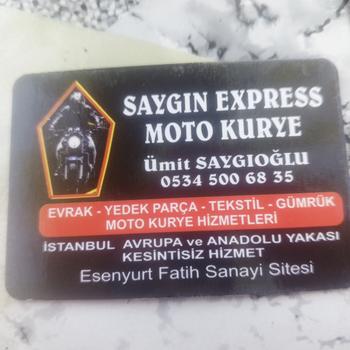 SAYGIN EXPRESS
MOTO KURYE
Ümit SAYGIOĞLU
0534 500 68 35
EVRAK - YEDEK PARÇA - TEKSTİL - GÜMRÜK
MOTO KURYE HİZMETLERİ
İSTANBUL AVRUPA ve ANADOLU YAKASI
KESİNTİSİZ HİZMET
Esenyurt Fatih Sanayi Sitesi